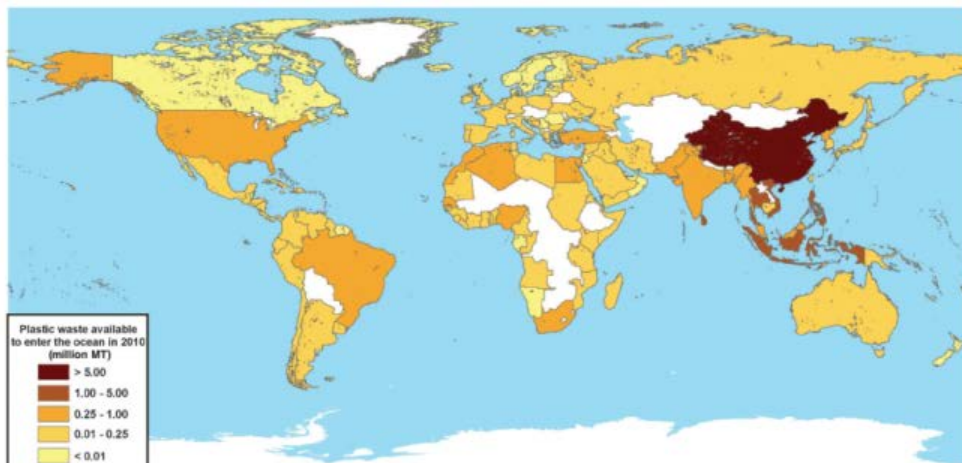 Plastic waste available
to enter the ocean in 2010
(million MT)
> 5.00
1.00 - 5.00
0.25 - 1.00
0.01 - 0.25
< 0.01